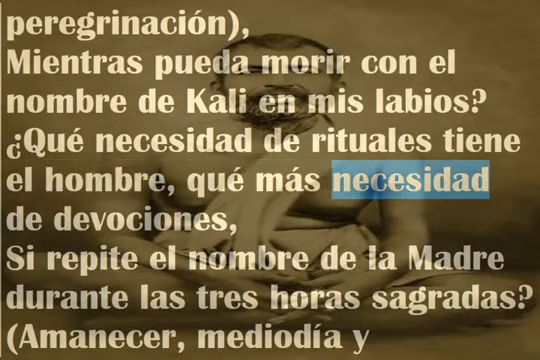 peregrinación),
Mientras pueda morir con el
nombre de Kali en mis labios?
¿Qué necesidad de rituales tiene
el hombre, qué más necesidad
de devociones,
Si repite el nombre de la Madre
durante las tres horas sagradas?
(Amanecer, mediodía y